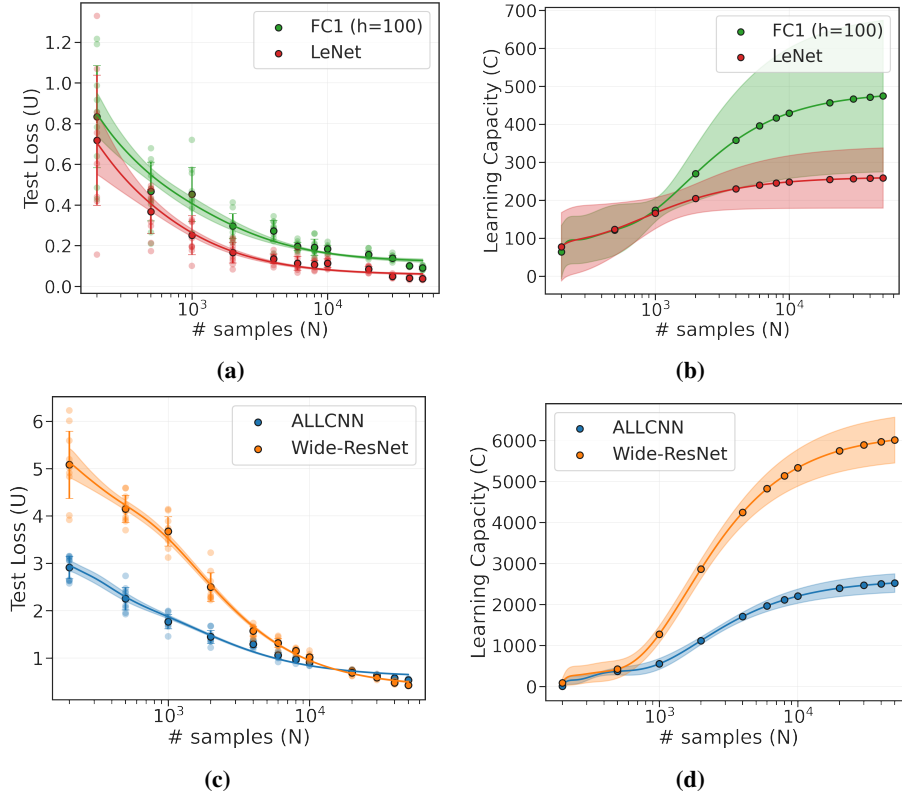 FC1 (h=100)
LeNet
Test Loss (U)
1.2
1.0
0.8
0.6
0.4
0.2
0.0
10³
10⁴
# samples (N)
(a)
FC1 (h=100)
LeNet
Learning Capacity (C)
700
600
500
400
300
200
100
0
10³
10⁴
# samples (N)
(b)
ALLCNN
Wide-ResNet
Test Loss (U)
6
5
4
3
2
1
10³
10⁴
# samples (N)
(c)
ALLCNN
Wide-ResNet
Learning Capacity (C)
6000
5000
4000
3000
2000
1000
0
10³
10⁴
# samples (N)
(d)